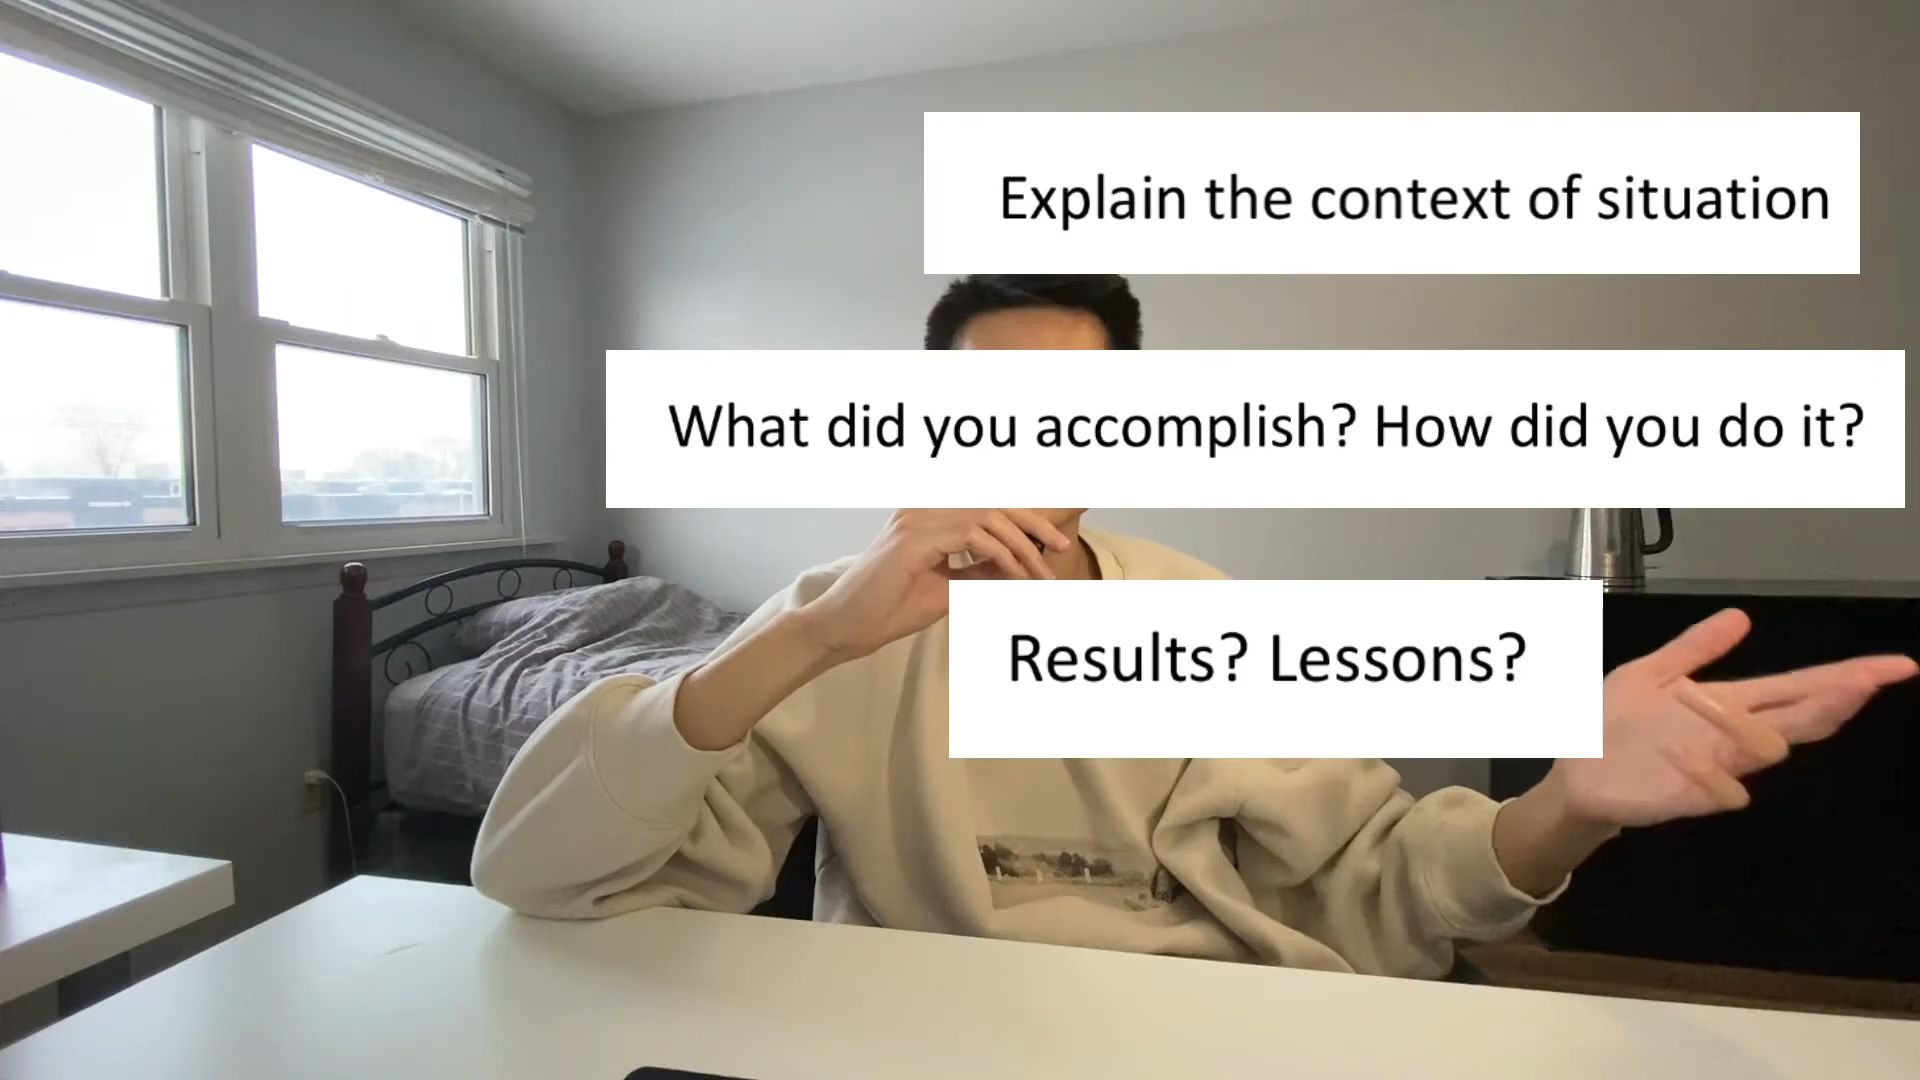 Explain the context of situation
What did you accomplish? How did you do it?
Results? Lessons?